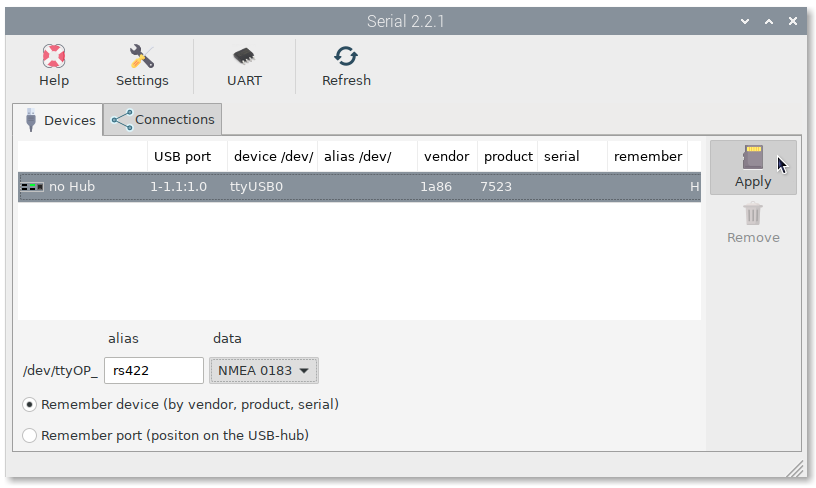 Serial 2.2.1
Help Settings UART Refresh
Devices Connections
USB port device /dev/ alias /dev/ vendor product serial remember
no Hub 1-1.1:1.0 ttyUSB0 1a86 7523 H
Apply
Remove
alias data
/dev/ttyOP_ rs422 NMEA 0183
Remember device (by vendor, product, serial)
Remember port (positon on the USB-hub)